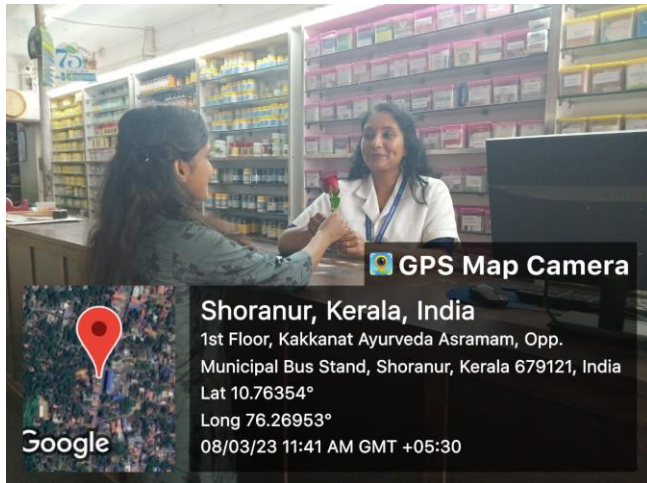 75
GPS Map Camera
Shoranur, Kerala, India
1st Floor, Kakkanat Ayurveda Asramam, Opp.
Municipal Bus Stand, Shoranur, Kerala 679121, India
Lat 10.76354°
Long 76.26953°
08/03/23 11:41 AM GMT +05:30
Google